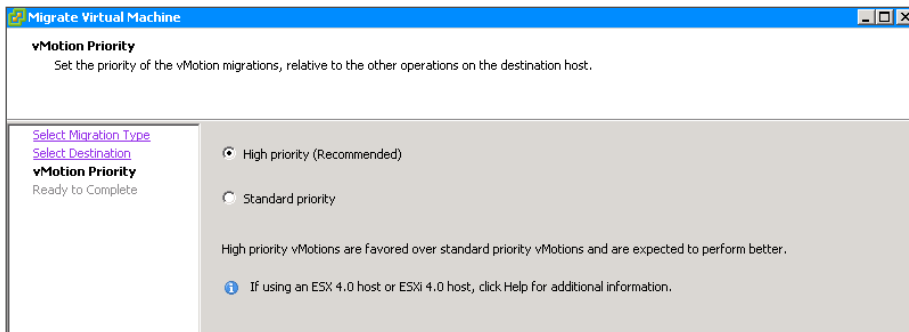 Migrate Virtual Machine
vMotion Priority
Set the priority of the vMotion migrations, relative to the other operations on the destination host.
Select Migration Type
Select Destination
vMotion Priority
Ready to Complete
High priority (Recommended)
Standard priority
High priority vMotions are favored over standard priority vMotions and are expected to perform better.
If using an ESX 4.0 host or ESXi 4.0 host, click Help for additional information.